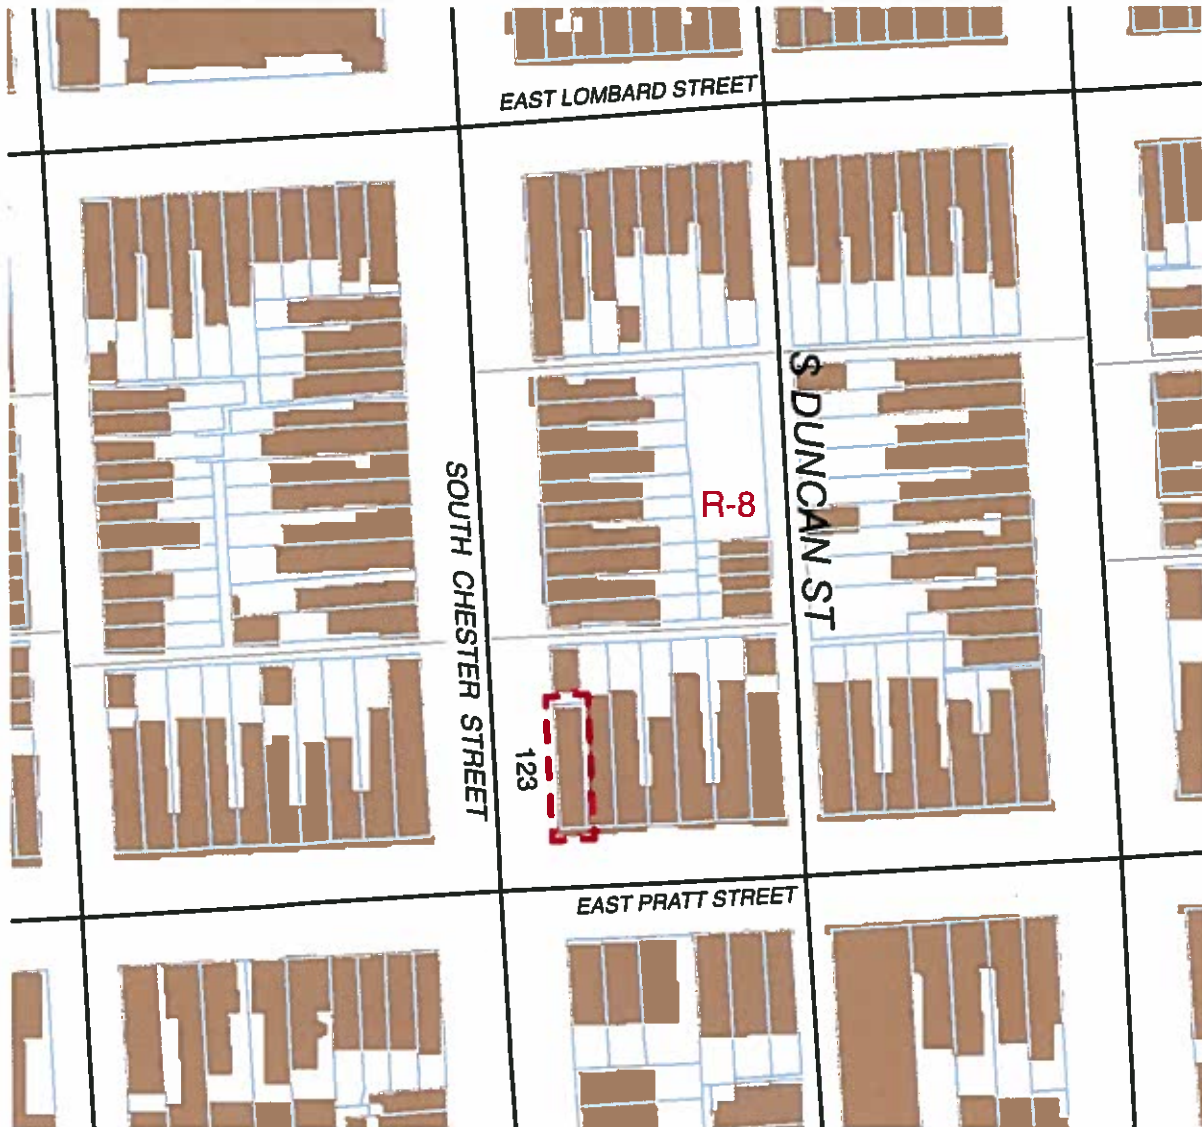 EAST LOMBARD STREET
S DUNCAN ST
SOUTH CHESTER STREET
R-8
123
EAST PRATT STREET